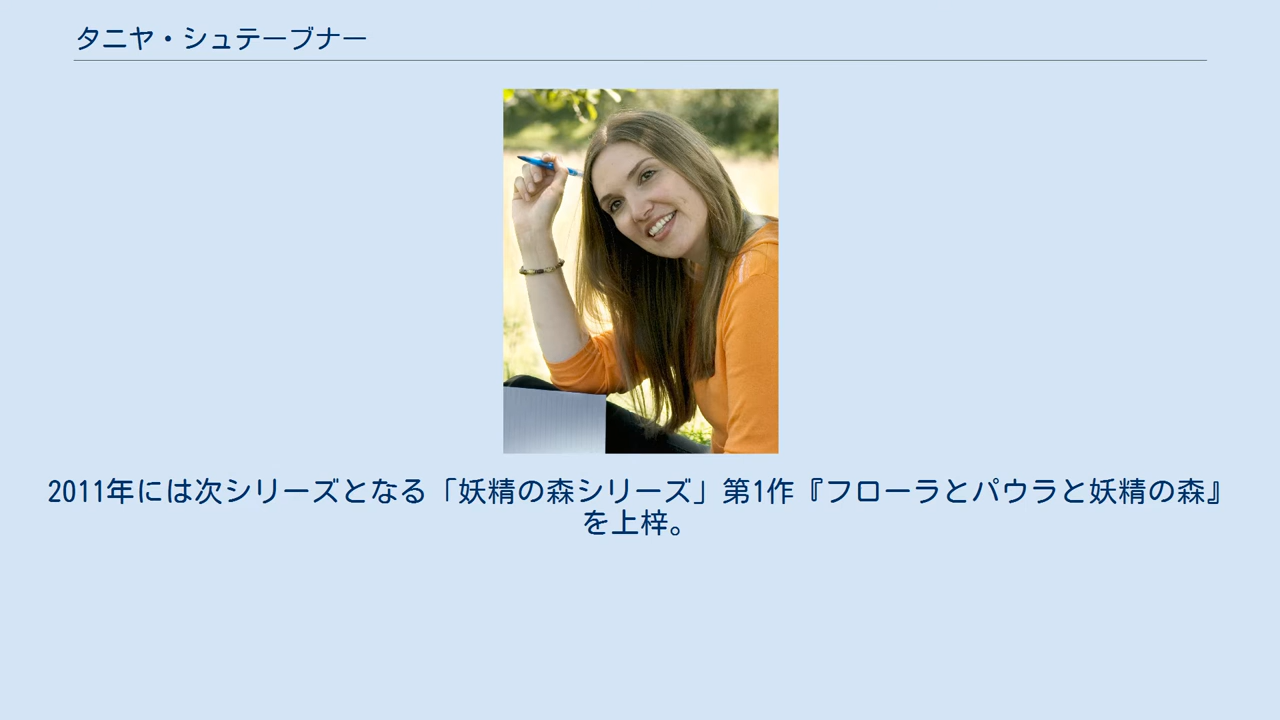 タニヤ・シュテーブナー
2011年には次シリーズとなる「妖精の森シリーズ」第1作『フローラとパウラと妖精の森』
を上梓。